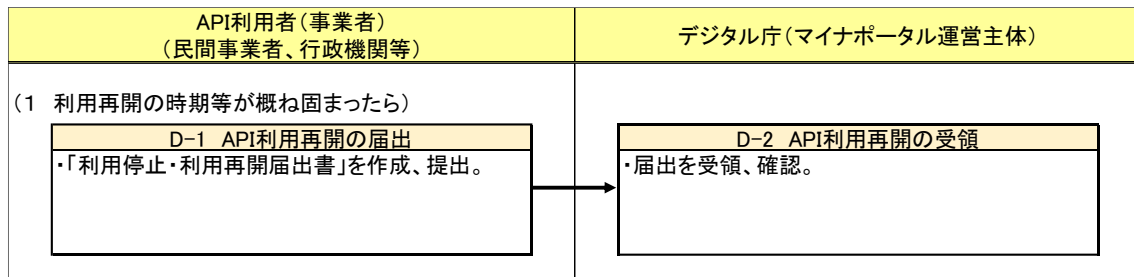 API利用者(事業者)
(民間事業者、行政機関等)
デジタル庁(マイナポータル運営主体)
(1 利用再開の時期等が概ね固まったら)
D-1 API利用再開の届出
・「利用停止・利用再開届出書」を作成、提出。
D-2 API利用再開の受領
・届出を受領、確認。